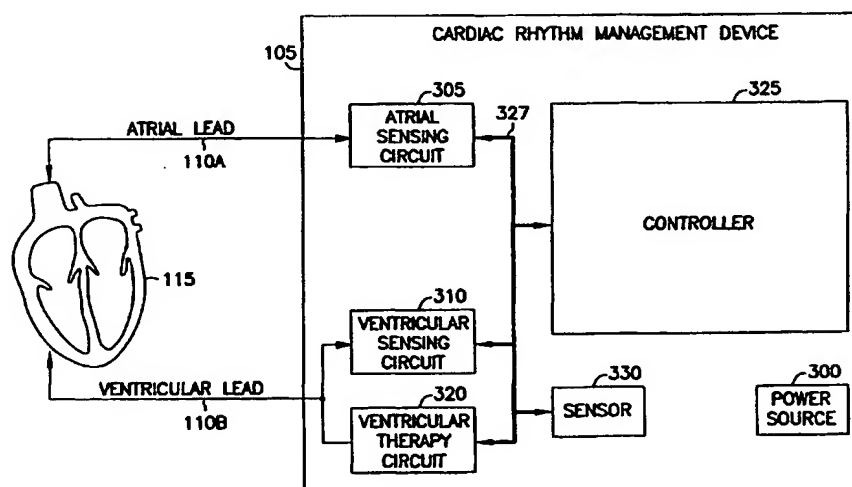 CARDIAC RHYTHM MANAGEMENT DEVICE
105
305
ATRIAL
SENSING
CIRCUIT
327
325
CONTROLLER
ATRIAL LEAD
110A
115
310
VENTRICULAR
SENSING
CIRCUIT
VENTRICULAR LEAD
110B
320
VENTRICULAR
THERAPY
CIRCUIT
330
SENSOR
300
POWER
SOURCE